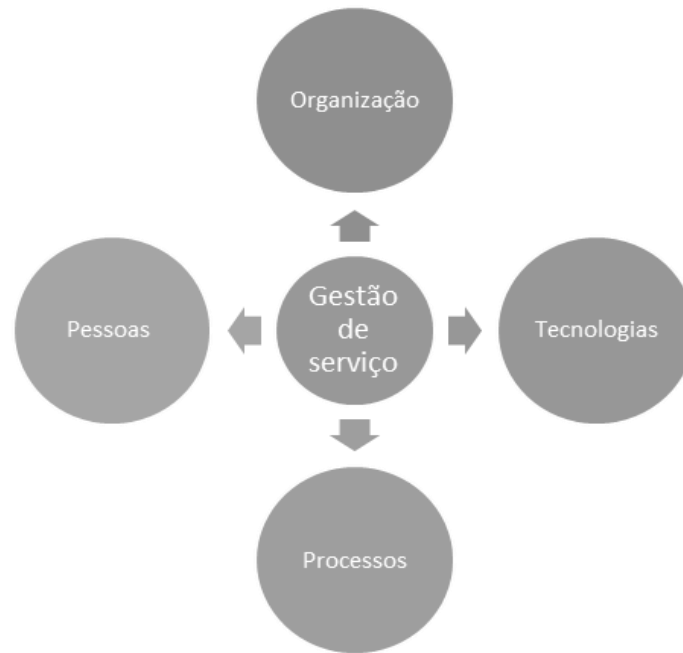 Organização
Pessoas
Gestão
de
serviço
Tecnologias
Processos